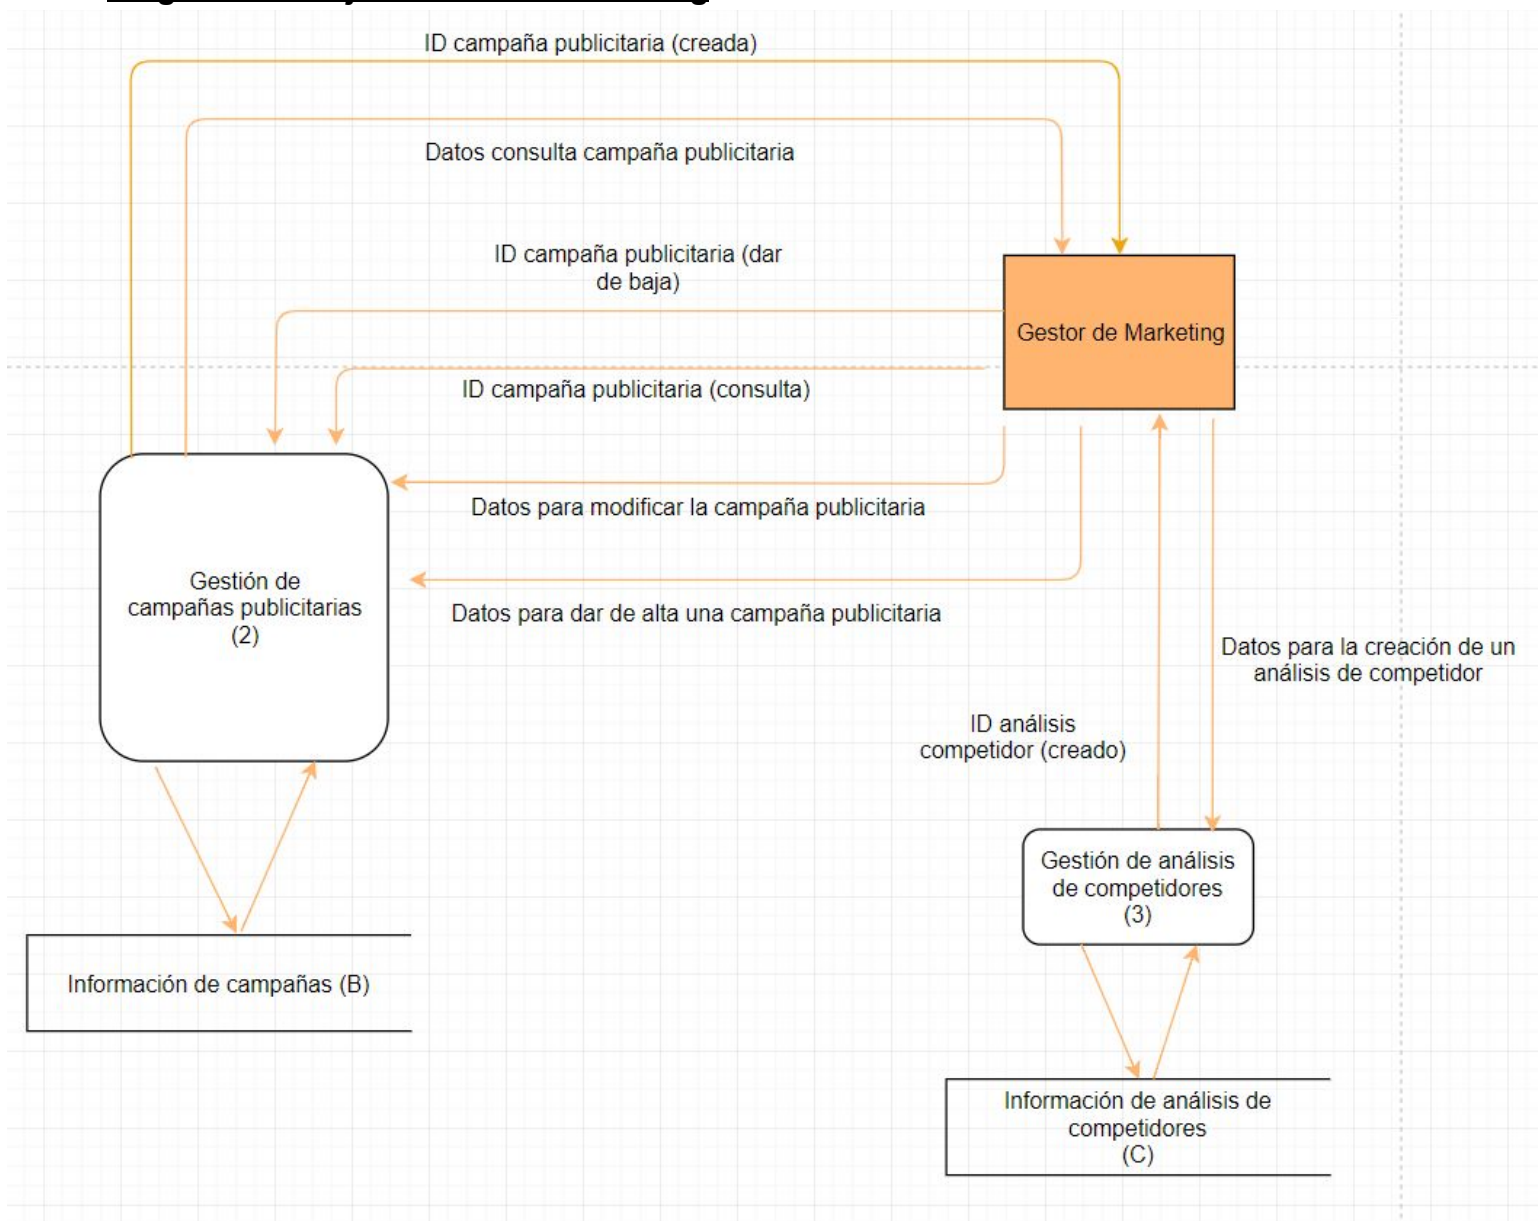 ID campaña publicitaria (creada)
Datos consulta campaña publicitaria
ID campaña publicitaria (dar
de baja)
Gestor de Marketing
ID campaña publicitaria (consulta)
Datos para modificar la campaña publicitaria
Gestión de
campañas publicitarias
(2)
Datos para dar de alta una campaña publicitaria
Datos para la creación de un
análisis de competidor
ID análisis
competidor (creado)
Gestión de análisis
de competidores
(3)
Información de campañas (B)
Información de análisis de
competidores
(C)